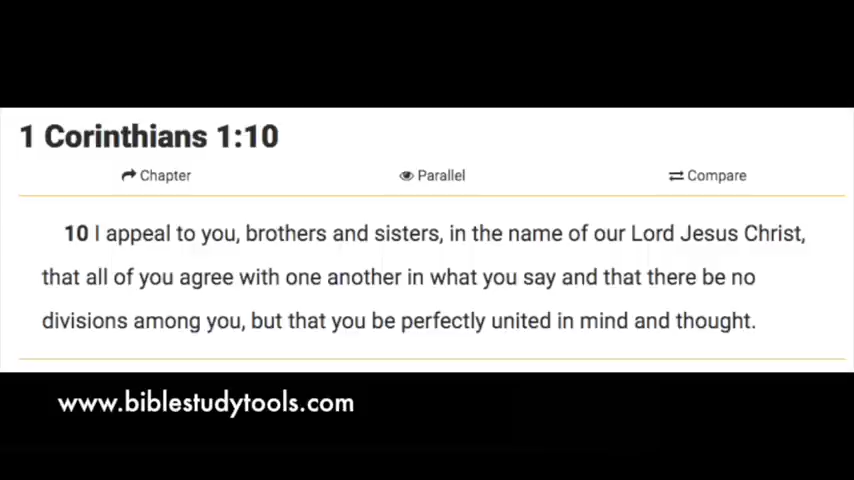 1 Corinthians 1:10
Chapter Parallel Compare
10 I appeal to you, brothers and sisters, in the name of our Lord Jesus Christ,
that all of you agree with one another in what you say and that there be no
divisions among you, but that you be perfectly united in mind and thought.
www.biblestudytools.com